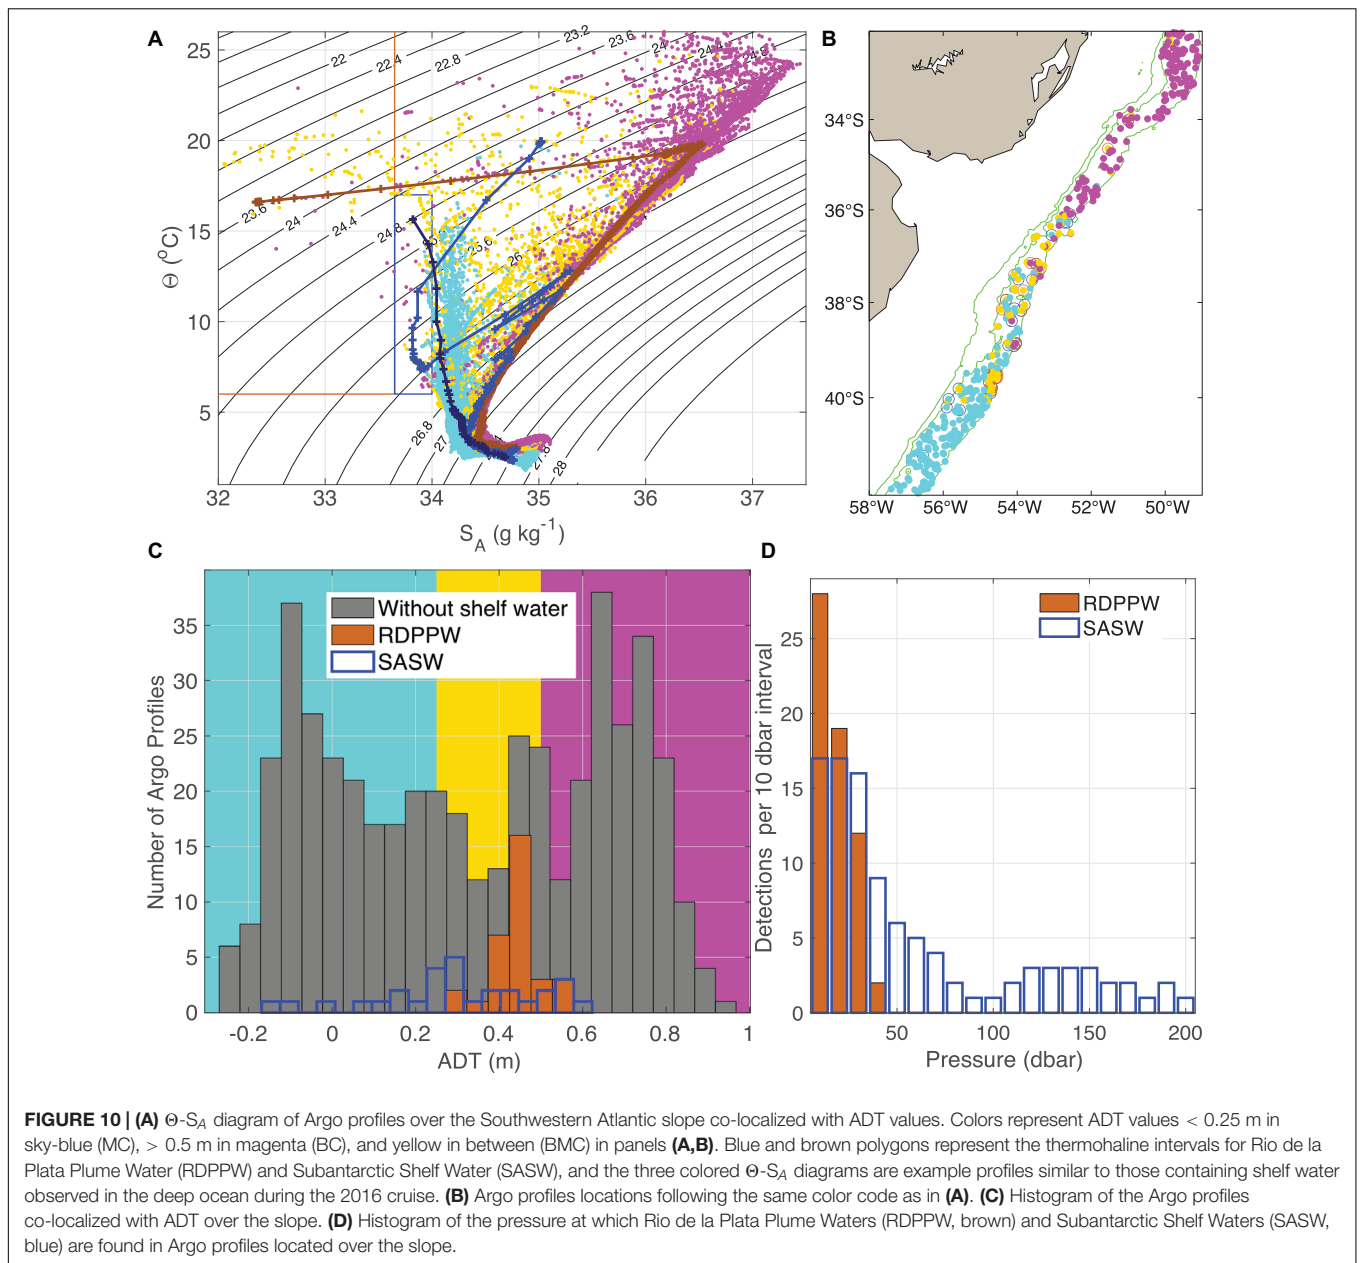 A
B
25
20
15
10
5
Θ (⁰C)
22
22.4
22.8
23.2
23.6
24
24.4
24.8
23.6
24
24.4
24.8
25.6
26
26.8
27
27.8
28
32
33
34
35
36
37
S_A (g kg⁻¹)
34°S
36°S
38°S
40°S
58°W
56°W
54°W
52°W
50°W
C
D
Number of Argo Profiles
35
30
25
20
15
10
5
0
Without shelf water
RDPPW
SASW
-0.2
0
0.2
0.4
0.6
0.8
1
ADT (m)
Detections per 10 dbar interval
25
20
15
10
5
0
RDPPW
SASW
50
100
150
200
Pressure (dbar)
FIGURE 10 | (A) Θ-S_A diagram of Argo profiles over the Southwestern Atlantic slope co-localized with ADT values. Colors represent ADT values < 0.25 m in
sky-blue (MC), > 0.5 m in magenta (BC), and yellow in between (BMC) in panels (A,B). Blue and brown polygons represent the thermohaline intervals for Rio de la
Plata Plume Water (RDPPW) and Subantarctic Shelf Water (SASW), and the three colored Θ-S_A diagrams are example profiles similar to those containing shelf water
observed in the deep ocean during the 2016 cruise. (B) Argo profiles locations following the same color code as in (A). (C) Histogram of the Argo profiles
co-localized with ADT over the slope. (D) Histogram of the pressure at which Rio de la Plata Plume Waters (RDPPW, brown) and Subantarctic Shelf Waters (SASW,
blue) are found in Argo profiles located over the slope.